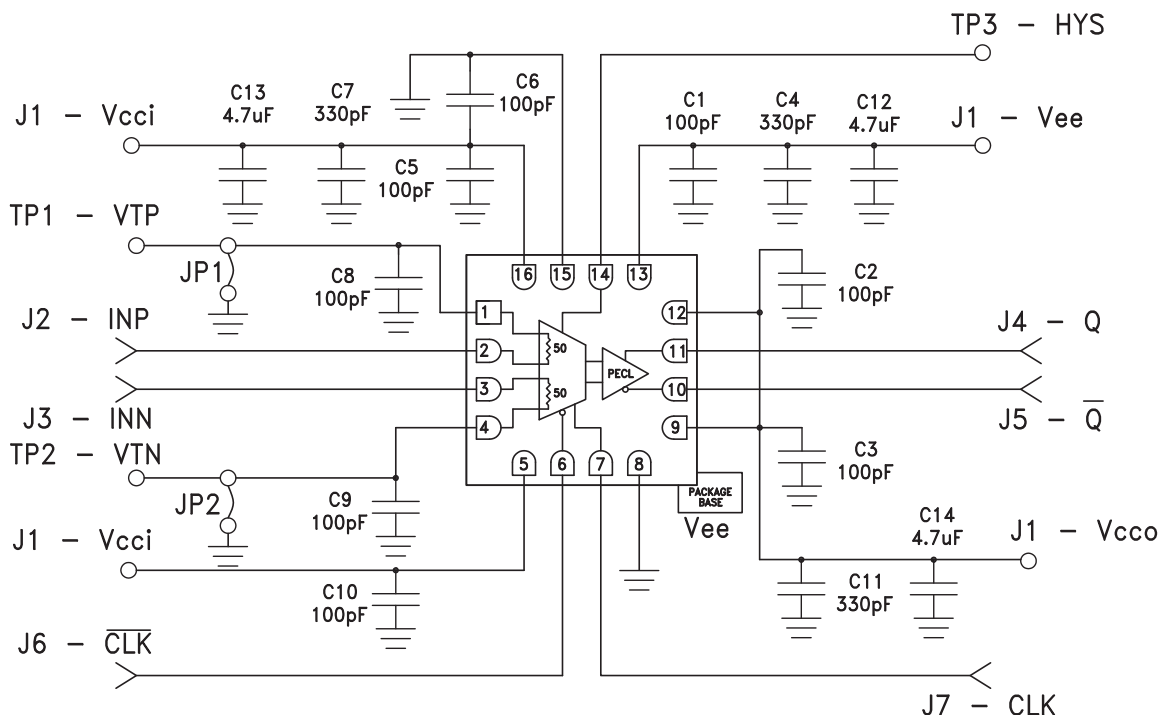 TP3 - HYS
C6
100pF
C13
4.7uF
C7
330pF
C1
100pF
C4
330pF
C12
4.7uF
J1 - Vcci
J1 - Vee
C5
100pF
TP1 - VTP
JP1
C8
100pF
16
15
14
13
C2
100pF
J2 - INP
1
12
J4 - Q
2
50
11
PECL
3
50
10
J3 - INN
J5 - Q̅
4
9
TP2 - VTN
5
6
7
8
C3
100pF
JP2
C9
100pF
PACKAGE
BASE
Vee
C14
4.7uF
J1 - Vcci
J1 - Vcco
C10
100pF
C11
330pF
J6 - C̅L̅K̅
J7 - CLK